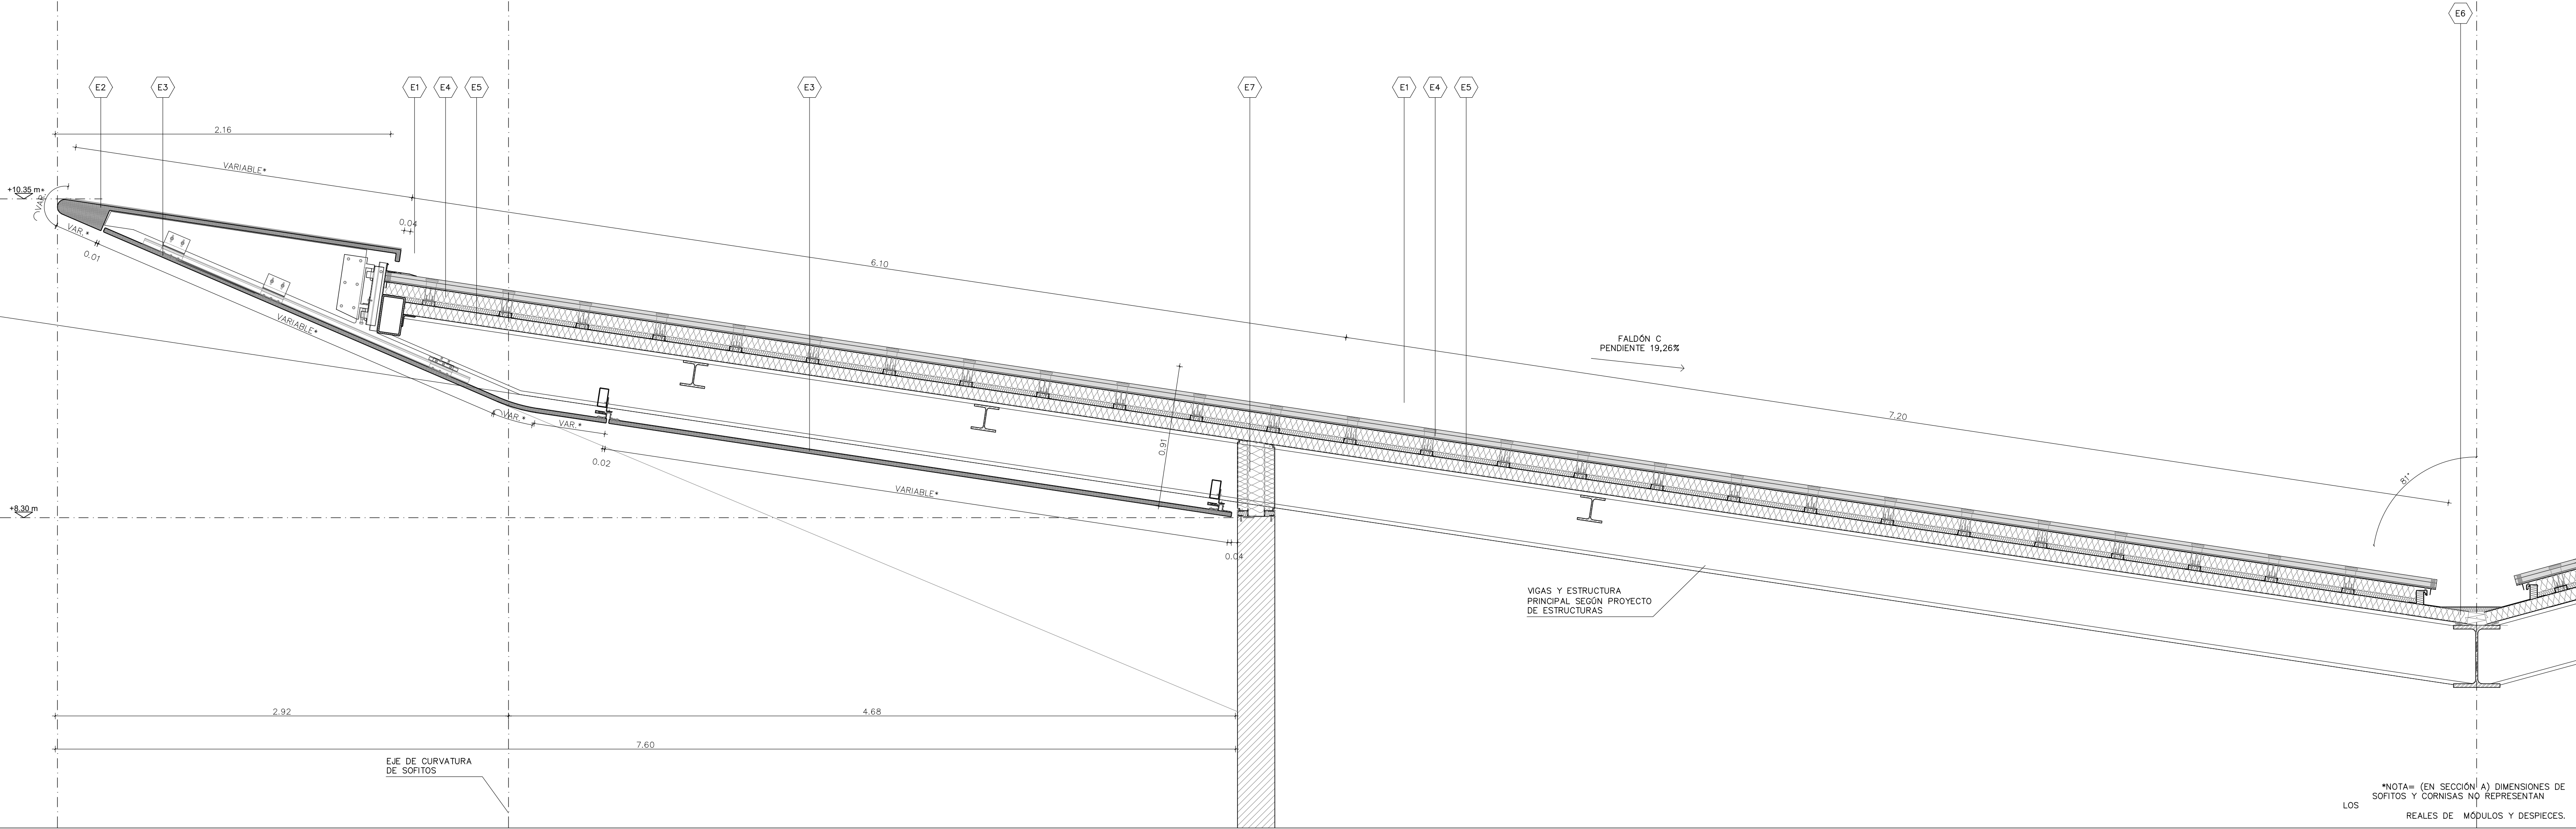 E6
E2
E3
E1
E4
E5
E3
E7
E1
E4
E5
2.16
VARIABLE*
+10.35 m
VAR.*
0.04
VAR.*
0.01
6.10
VARIABLE*
FALDÓN C
PENDIENTE 19,26%
7.20
VAR.*
VAR.*
0.02
0.91
VARIABLE*
81°
+8.30 m
0.04
VIGAS Y ESTRUCTURA
PRINCIPAL SEGÚN PROYECTO
DE ESTRUCTURAS
2.92
4.68
7.60
EJE DE CURVATURA
DE SOFITOS
*NOTA= (EN SECCIÓN A) DIMENSIONES DE
SOFITOS Y CORNISAS NO REPRESENTAN
LOS
REALES DE MÓDULOS Y DESPIECES.